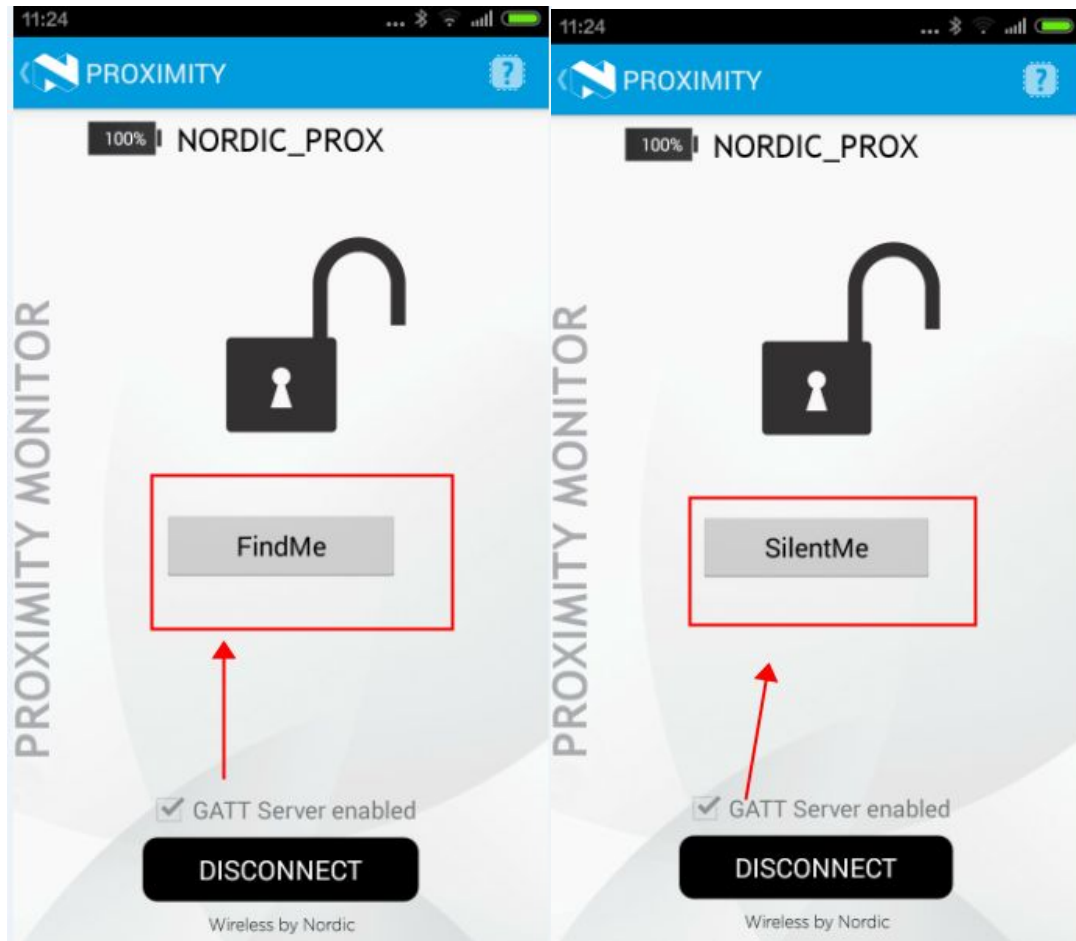 11:24
PROXIMITY
?
100% NORDIC_PROX
PROXIMITY MONITOR
FindMe
GATT Server enabled
DISCONNECT
Wireless by Nordic
11:24
PROXIMITY
?
100% NORDIC_PROX
PROXIMITY MONITOR
SilentMe
GATT Server enabled
DISCONNECT
Wireless by Nordic